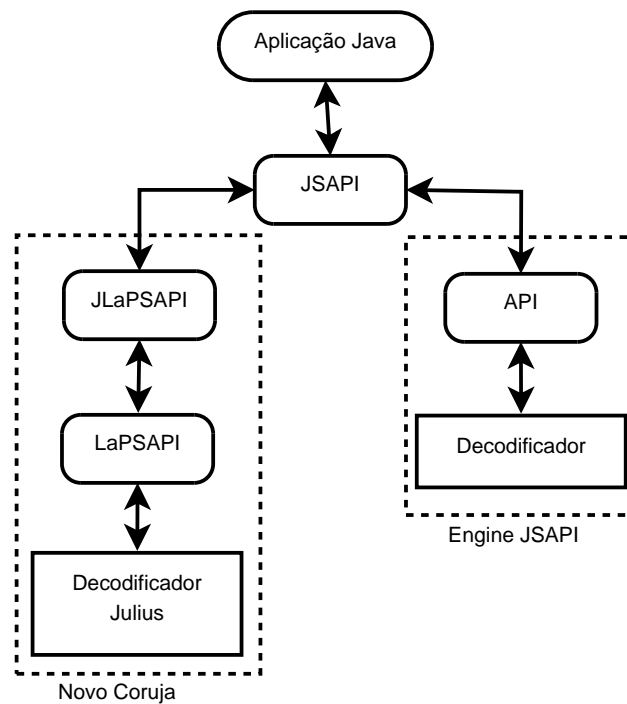 Aplicação Java
JSAPI
JLaPSAPI
API
LaPSAPI
Decodificador
Engine JSAPI
Decodificador
Julius
Novo Coruja